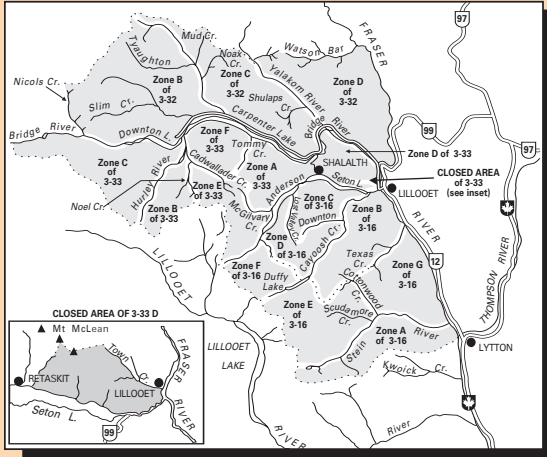 97
FRASER
Mud Cr.
Tyaughton
Noax Cr.
Watson Bar
Zone B of 3-32
Zone C of 3-32
Yalakom River
Zone D of 3-32
Nicols Cr.
Slim Cr.
Shulaps Cr.
Carpenter Lake
Bridge River
99
Bridge River
Downton L.
Zone F of 3-33
Tommy Cr.
Zone D of 3-33
97
SHALALTH
Zone C of 3-33
Hurley River
Cadwallader Cr.
Zone A of 3-33
Anderson
Seton L.
CLOSED AREA of 3-33 (see inset)
Zone E of 3-33
LILLOOET
Noel Cr.
Zone B of 3-33
McGilvary Cr.
Lost Valley Cr.
Zone C of 3-16
Downton
Zone B of 3-16
RIVER
Zone D of 3-16
Cayoosh Cr.
LILLOOET
Zone F of 3-16
Duffy Lake
Texas Cr.
Zone G of 3-16
12
THOMPSON RIVER
Cottonwood Cr.
Zone E of 3-16
Scudamore Cr.
CLOSED AREA OF 3-33 D
Mt McLean
Town Cr.
FRASER RIVER
RETASKIT
LILLOOET
Seton L.
99
LILLOOET LAKE
Zone A of 3-16
Stein River
LYTTON
Kwoick Cr.
RIVER
River